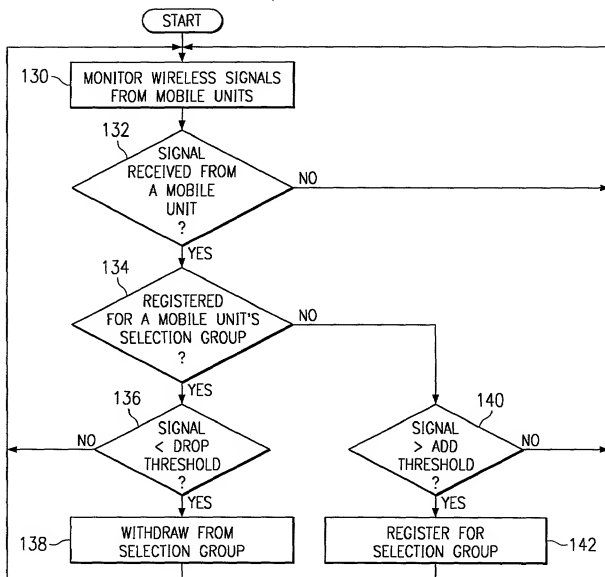 START
130
MONITOR WIRELESS SIGNALS
FROM MOBILE UNITS
132
SIGNAL
RECEIVED FROM
A MOBILE
UNIT
?
NO
YES
134
REGISTERED
FOR A MOBILE UNIT'S
SELECTION GROUP
?
NO
YES
136
SIGNAL
< DROP
THRESHOLD
?
NO
YES
140
SIGNAL
> ADD
THRESHOLD
?
NO
YES
138
WITHDRAW FROM
SELECTION GROUP
REGISTER FOR
SELECTION GROUP
142